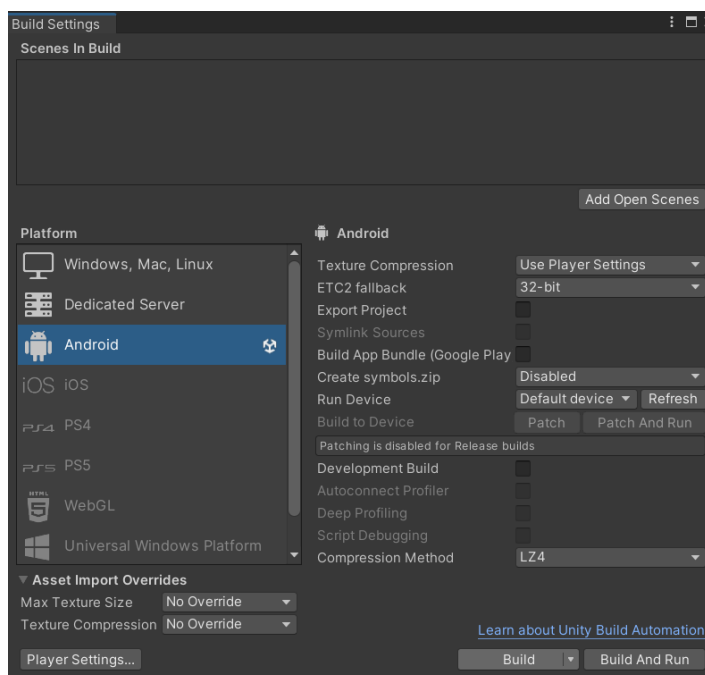 Build Settings
Scenes In Build
Add Open Scenes
Platform
Windows, Mac, Linux
Dedicated Server
Android
iOS iOS
PS4 PS4
PS5 PS5
HTML 5 WebGL
Universal Windows Platform
Asset Import Overrides
Max Texture Size No Override
Texture Compression No Override
Player Settings...
Android
Texture Compression Use Player Settings
ETC2 fallback 32-bit
Export Project
Symlink Sources
Build App Bundle (Google Play
Create symbols.zip Disabled
Run Device Default device Refresh
Build to Device Patch Patch And Run
Patching is disabled for Release builds
Development Build
Autoconnect Profiler
Deep Profiling
Script Debugging
Compression Method LZ4
Learn about Unity Build Automation
Build Build And Run